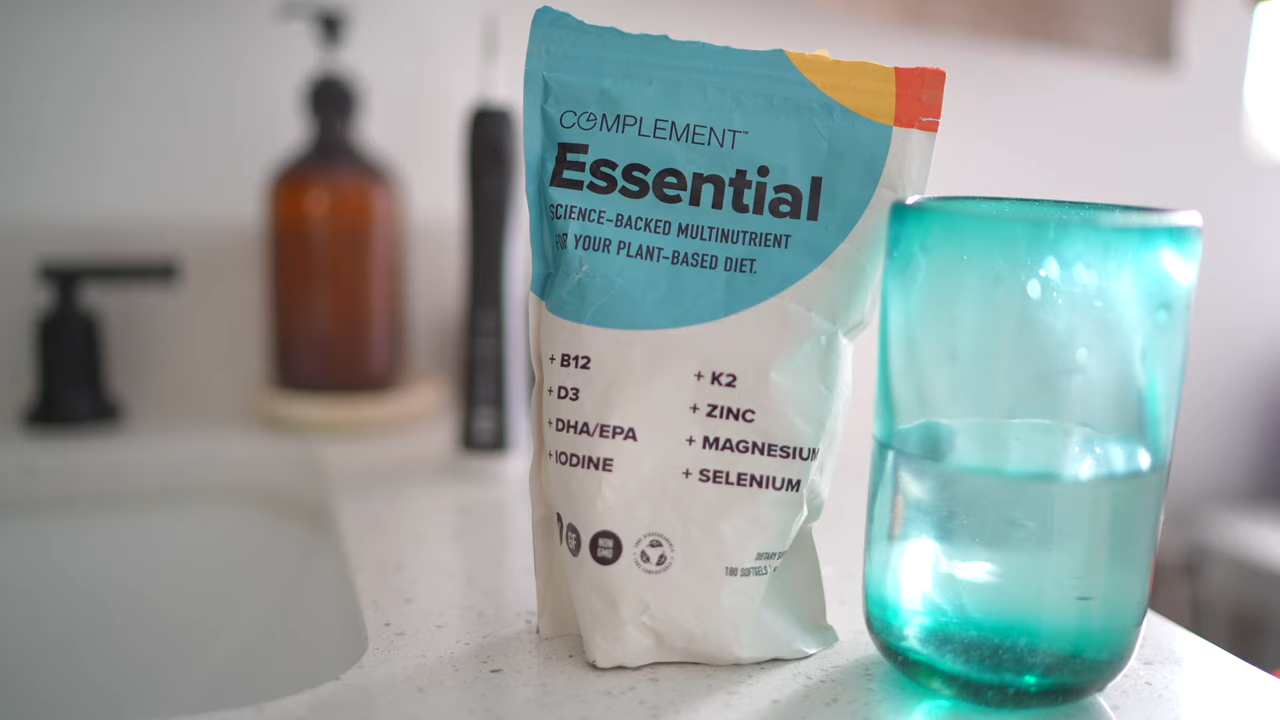 COMPLEMENT™
Essential
SCIENCE-BACKED MULTINUTRIENT
FOR YOUR PLANT-BASED DIET.
+ B12
+ D3
+ DHA/EPA
+ IODINE
+ K2
+ ZINC
+ MAGNESIUM
+ SELENIUM
GF
NON
GMO
DIETARY
180 SOFTGELS